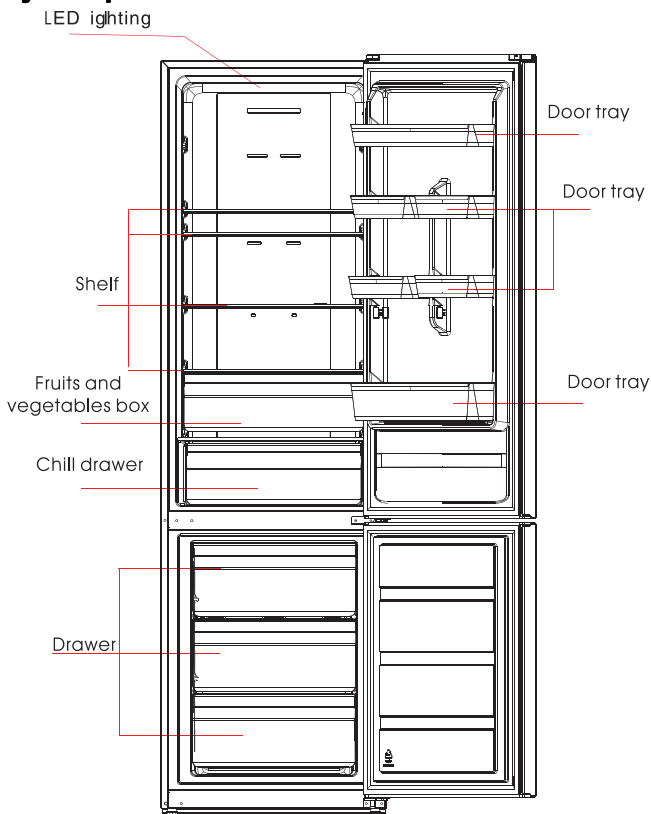 LED ighting
Door tray
Door tray
Shelf
Fruits and
vegetables box
Door tray
Chill drawer
Drawer